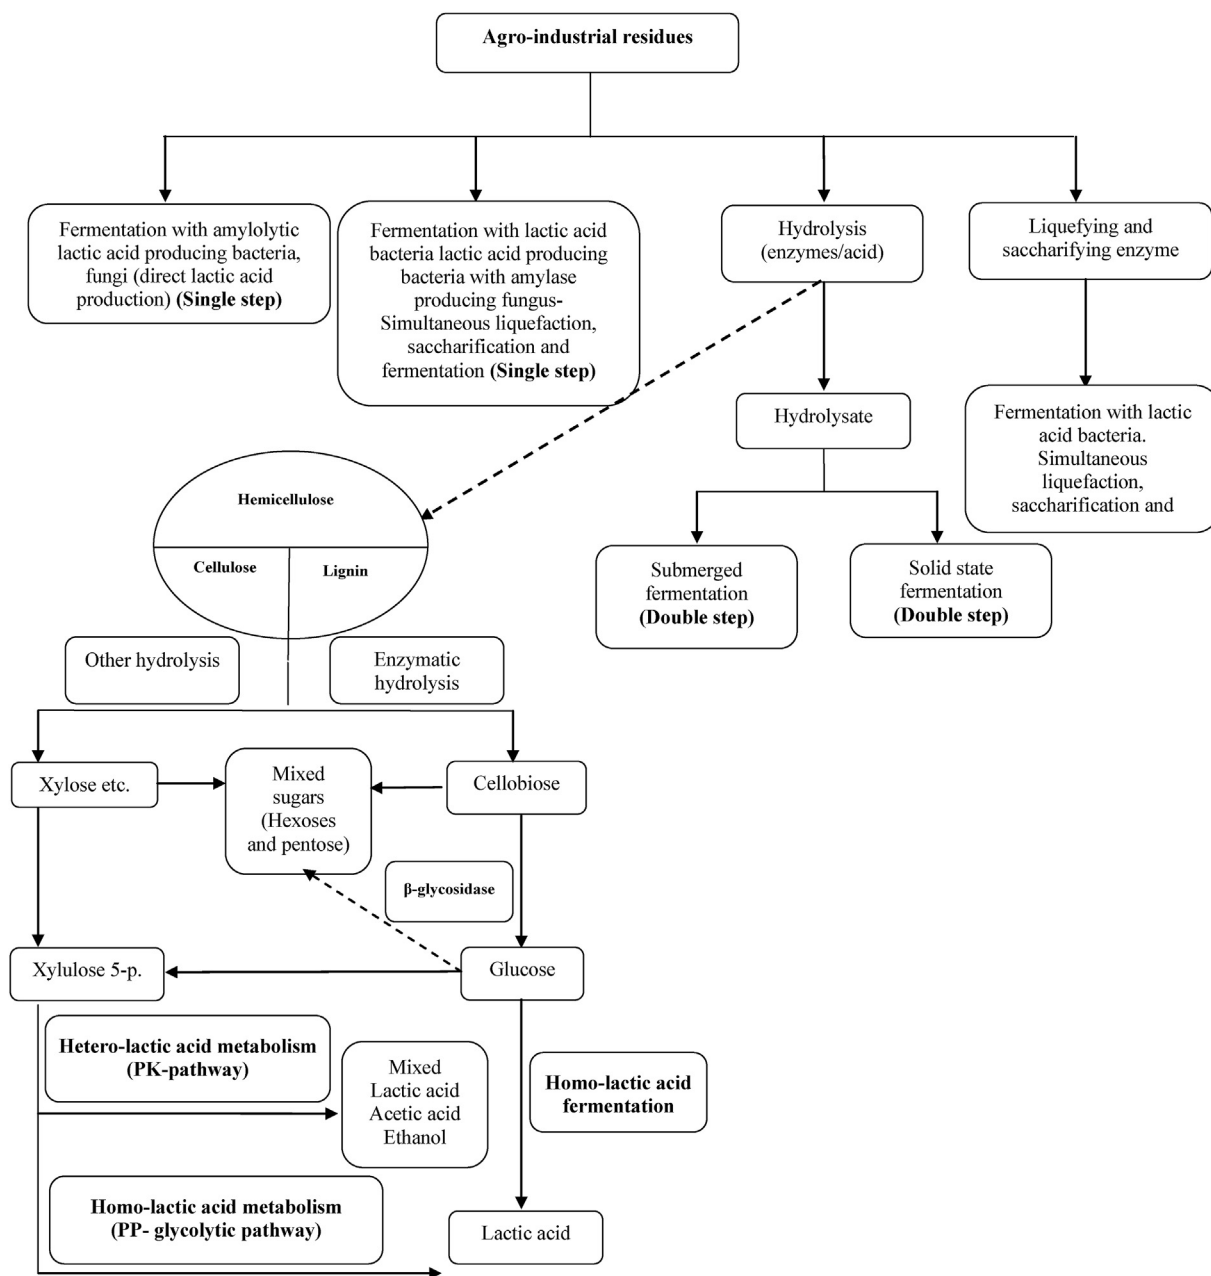 Agro-industrial residues
Fermentation with amylolytic
lactic acid producing bacteria,
fungi (direct lactic acid
production) (Single step)
Fermentation with lactic acid
bacteria lactic acid producing
bacteria with amylase
producing fungus-
Simultaneous liquefaction,
saccharification and
fermentation (Single step)
Hydrolysis
(enzymes/acid)
Liquefying and
saccharifying enzyme
Hydrolysate
Fermentation with lactic
acid bacteria.
Simultaneous
liquefaction,
saccharification and
Hemicellulose
Cellulose
Lignin
Submerged
fermentation
(Double step)
Solid state
fermentation
(Double step)
Other hydrolysis
Enzymatic
hydrolysis
Xylose etc.
Mixed
sugars
(Hexoses
and pentose)
Cellobiose
β-glycosidase
Xylulose 5-p.
Glucose
Hetero-lactic acid metabolism
(PK-pathway)
Mixed
Lactic acid
Acetic acid
Ethanol
Homo-lactic acid
fermentation
Homo-lactic acid metabolism
(PP- glycolytic pathway)
Lactic acid